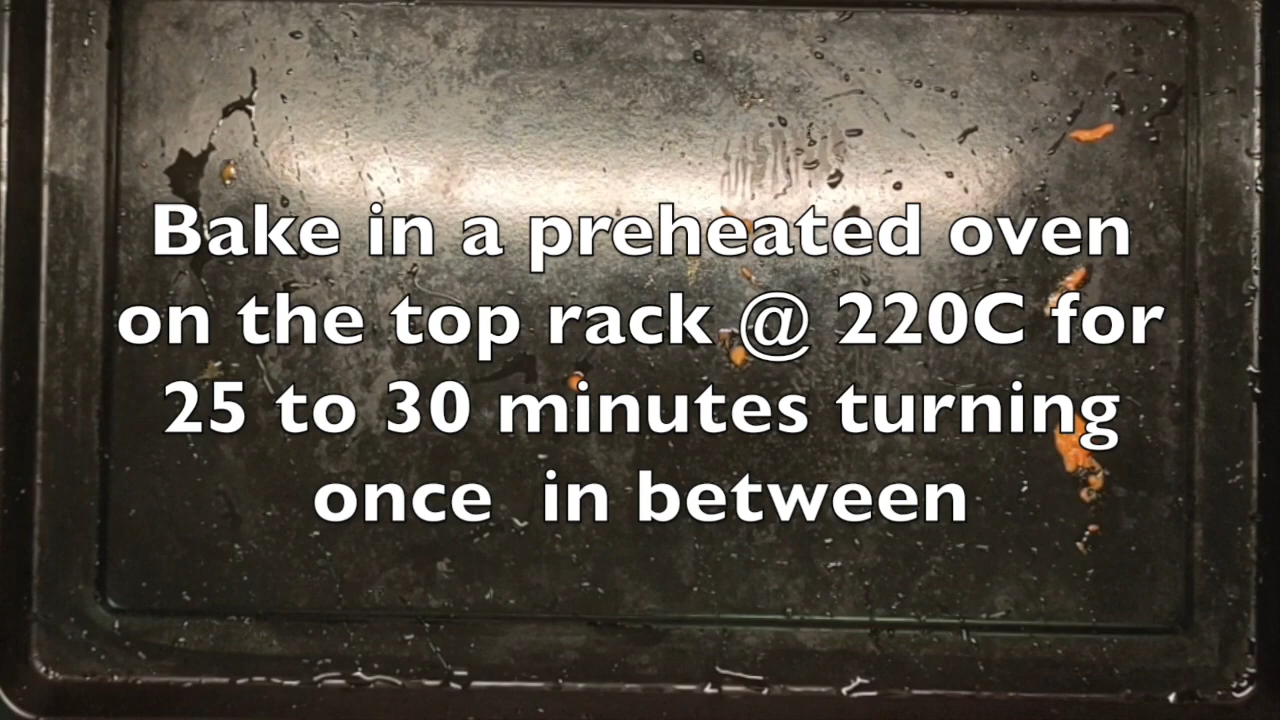 Bake in a preheated oven
on the top rack @ 220C for
25 to 30 minutes turning
once  in between